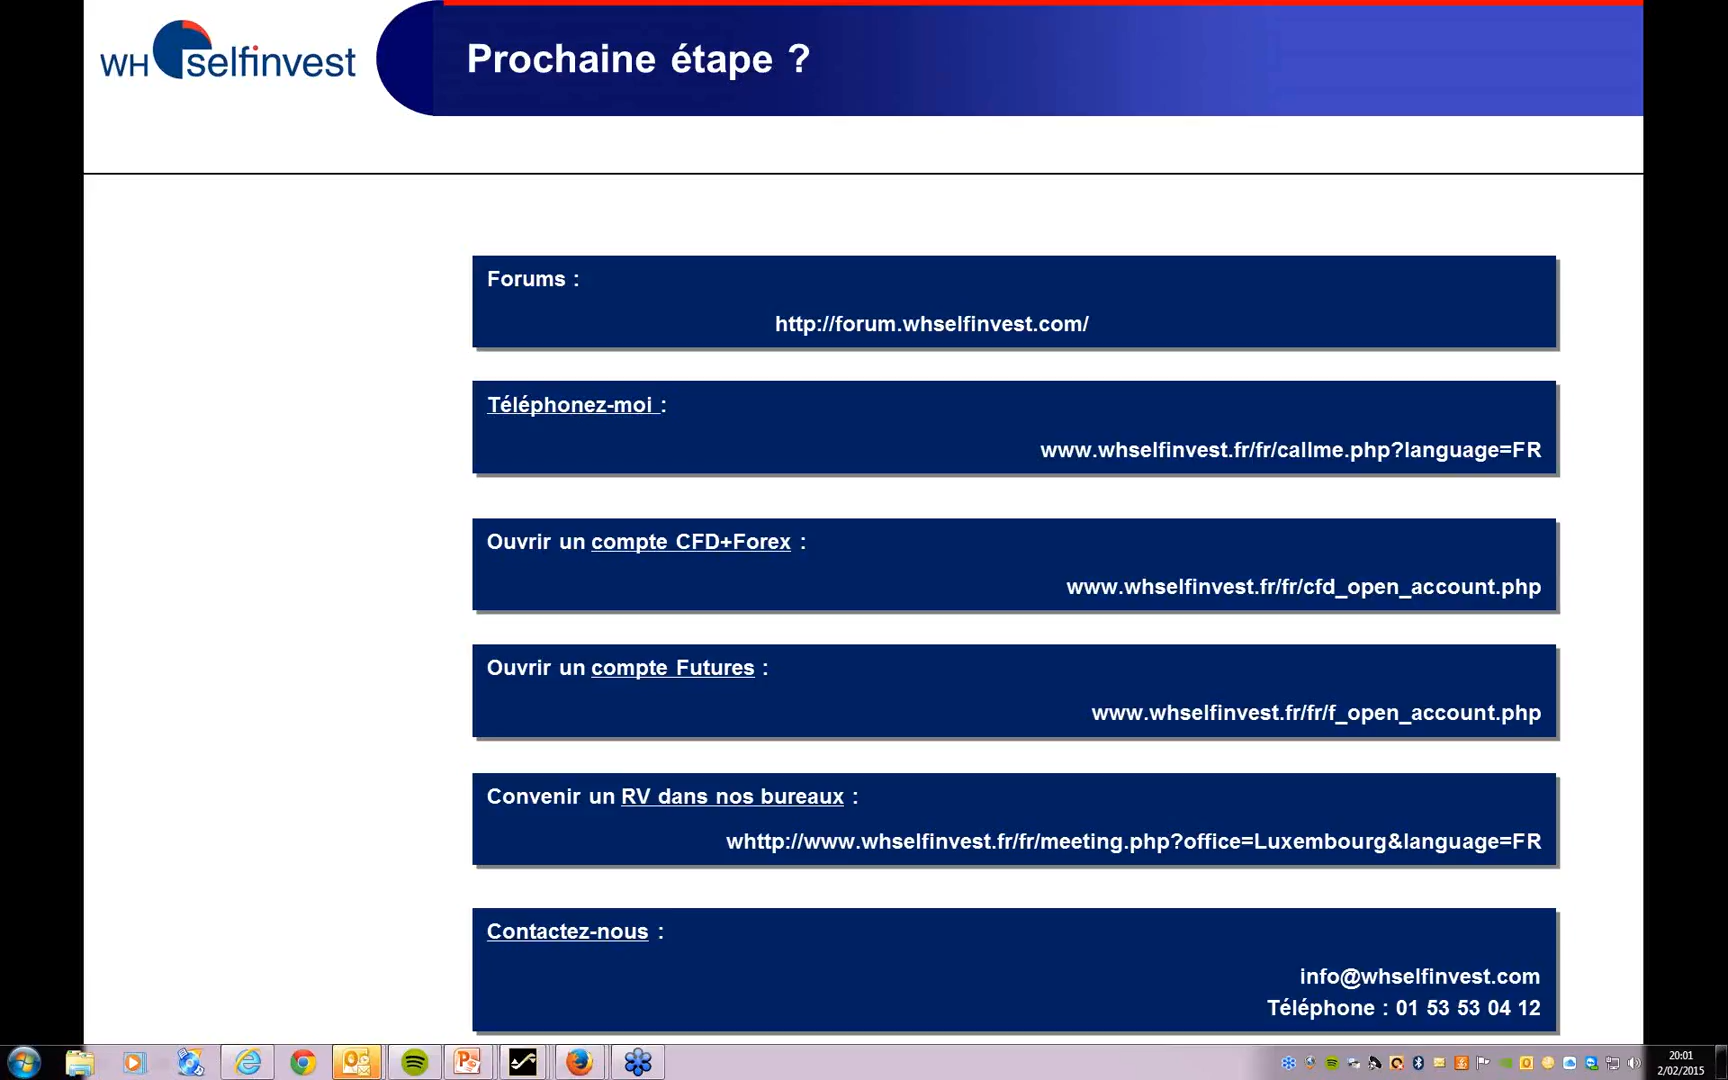 WH selfinvest
Prochaine étape ?
Forums :
http://forum.whselfinvest.com/
Téléphonez-moi :
www.whselfinvest.fr/fr/callme.php?language=FR
Ouvrir un compte CFD+Forex :
www.whselfinvest.fr/fr/cfd_open_account.php
Ouvrir un compte Futures :
www.whselfinvest.fr/fr/f_open_account.php
Convenir un RV dans nos bureaux :
whttp://www.whselfinvest.fr/fr/meeting.php?office=Luxembourg&language=FR
Contactez-nous :
info@whselfinvest.com
Téléphone : 01 53 53 04 12
20:01
2/02/2015